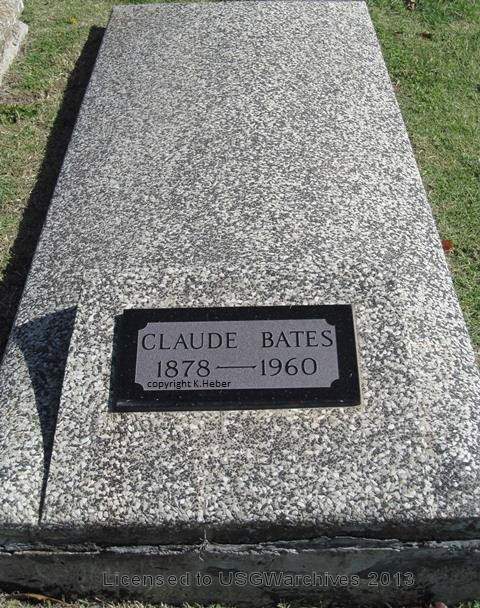 CLAUDE BATES
1878—1960
copyright K.Heber
Licensed to USGWarchives 2013